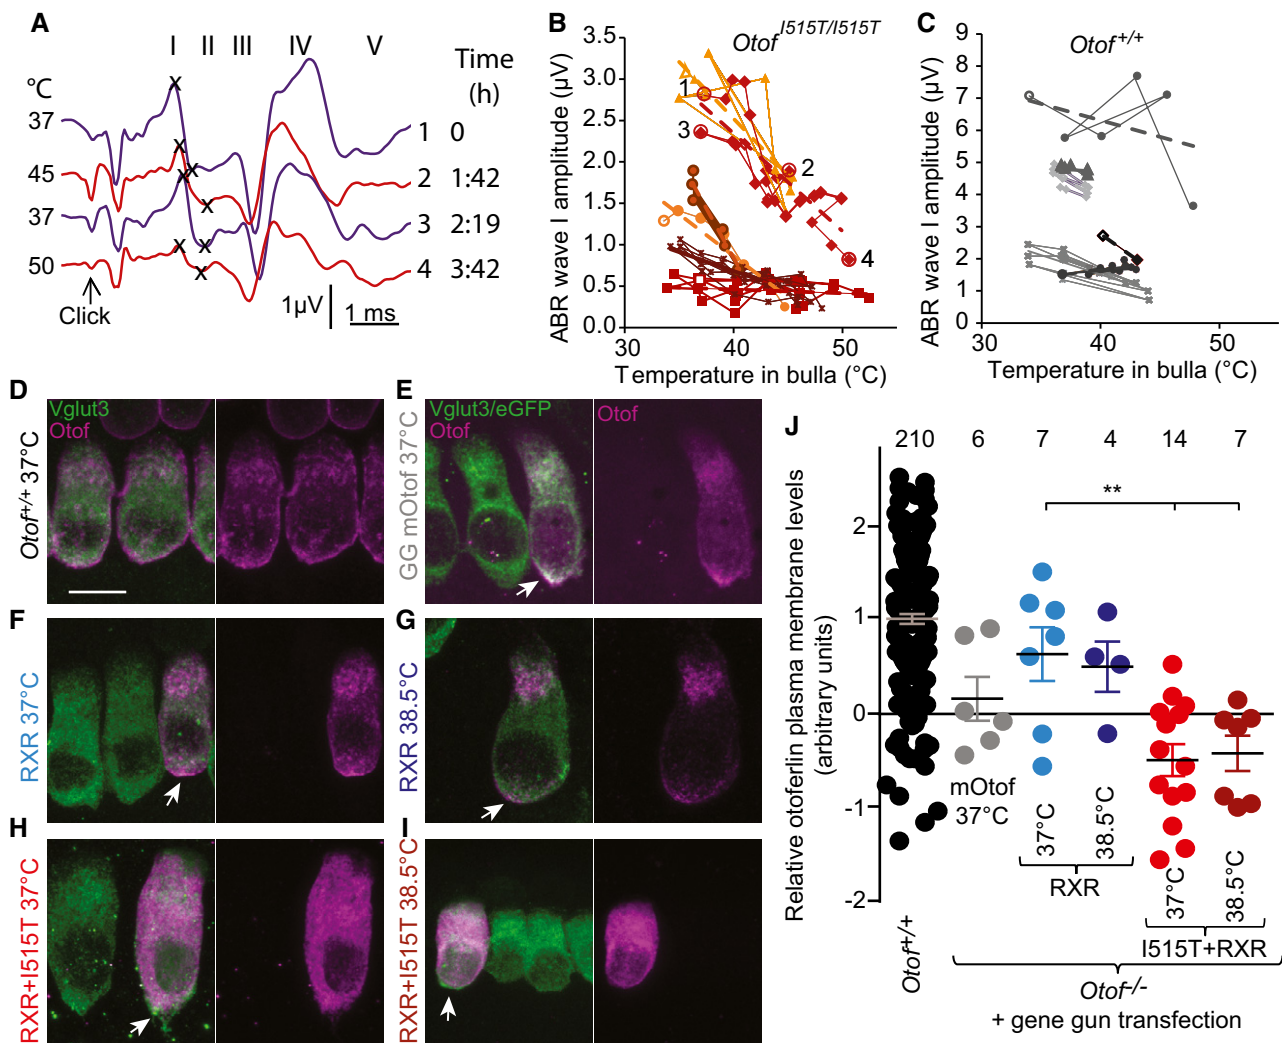 A
I II III IV V
Time
(h)
°C
37 1 0
45 2 1:42
37 3 2:19
50 4 3:42
x x x x x x x x
Click
1µV
1 ms
B
Otof I515T/I515T
ABR wave I amplitude (µV)
3.5
3.0
2.5
2.0
1.5
1.0
0.5
0.0
1
3
2
4
30 40 50
Temperature in bulla (°C)
C
Otof+/+
ABR wave I amplitude (µV)
9
8
7
6
5
4
3
2
1
0
30 40 50
Temperature in bulla (°C)
D
Otof+/+ 37°C
Vglut3
Otof
E
GG mOtof 37°C
Vglut3/eGFP
Otof
Otof
F
RXR 37°C
G
RXR 38.5°C
H
RXR+I515T 37°C
I
RXR+I515T 38.5°C
J
210 6 7 4 14 7
**
Relative otoferlin plasma membrane levels
(arbitrary units)
2
1
0
-1
-2
mOtof
37°C
37°C
38.5°C
RXR
37°C
38.5°C
I515T+RXR
Otof+/+
Otof-/-
+ gene gun transfection